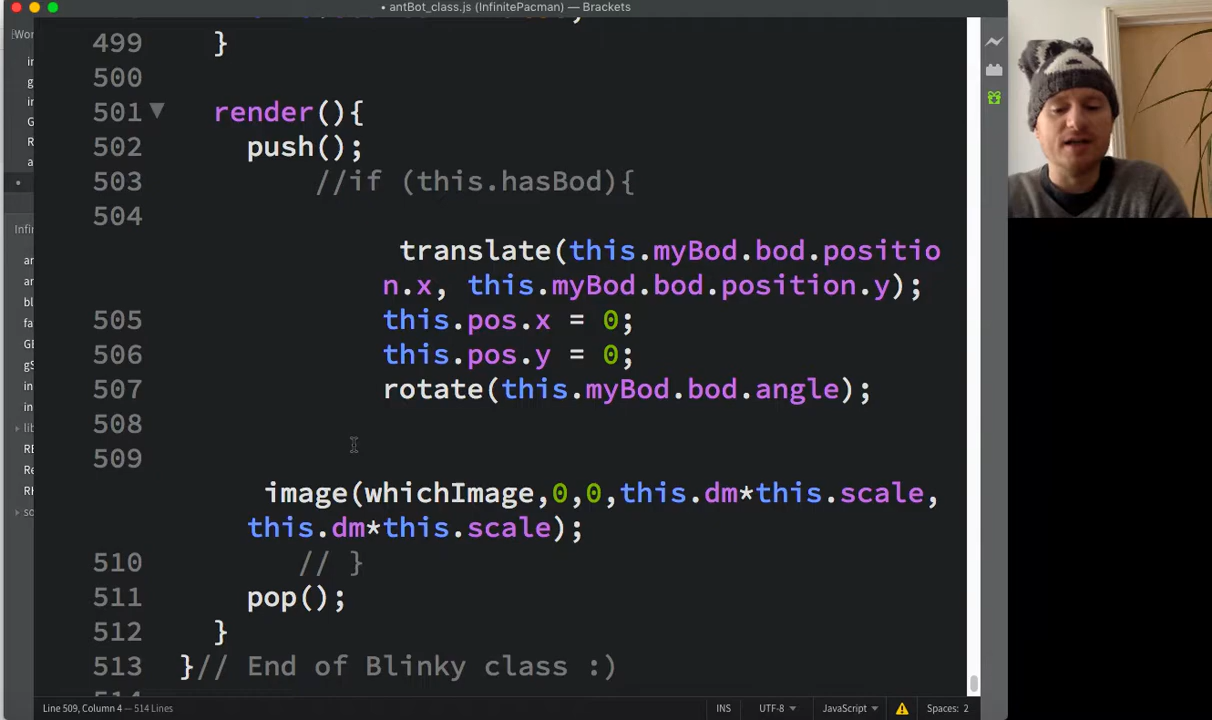 antBot_class.js (InfinitePacman) — Brackets
499 }
500
501 render(){
502 push();
503 //if (this.hasBod){
504
translate(this.myBod.bod.positio
n.x, this.myBod.bod.position.y);
505 this.pos.x = 0;
506 this.pos.y = 0;
507 rotate(this.myBod.bod.angle);
508
509
image(whichImage,0,0,this.dm*this.scale,
this.dm*this.scale);
510 // }
511 pop();
512 }
513 }// End of Blinky class :)
Line 509, Column 4 — 514 Lines
INS UTF-8 JavaScript Spaces: 2